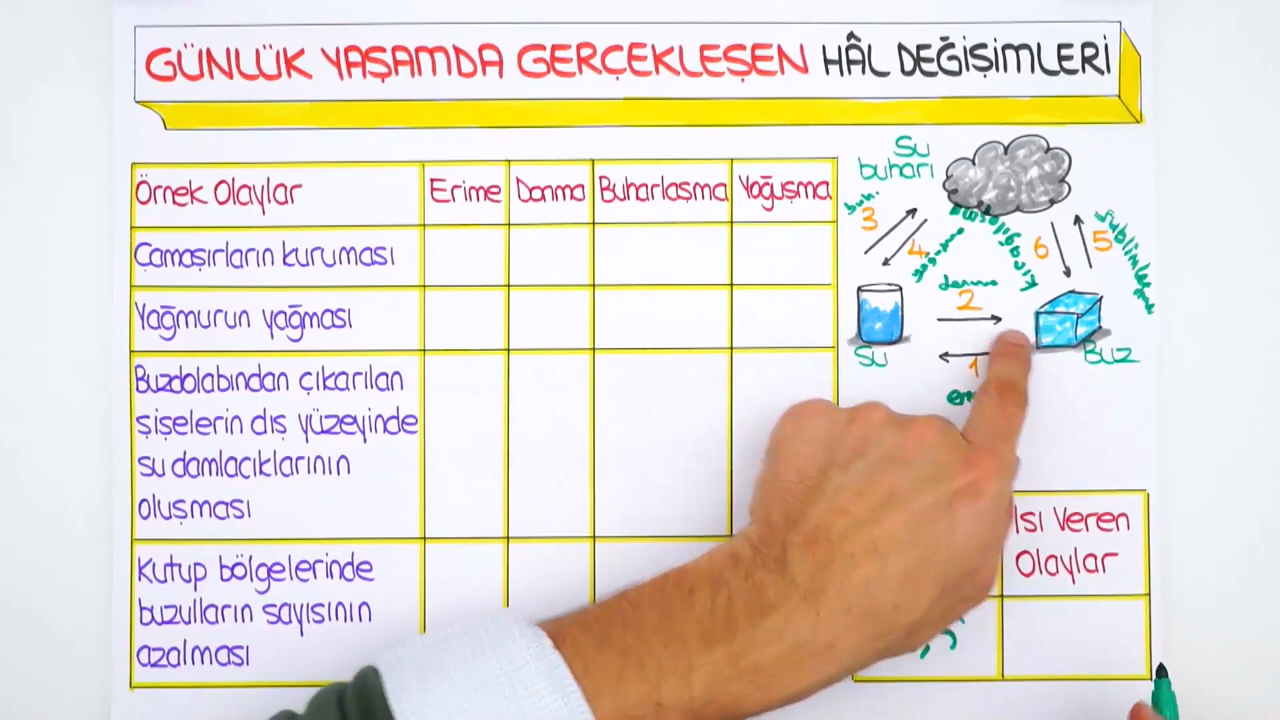 GÜNLÜK YAŞAMDA GERÇEKLEŞEN HÂL DEĞİŞİMLERİ
Örnek Olaylar Erime Donma Buharlaşma Yoğuşma
Çamaşırların kuruması
Yağmurun yağması
Buzdolabından çıkarılan
şişelerin dış yüzeyinde
su damlacıklarının
oluşması
Kutup bölgelerinde
buzulların sayısının
azalması
Su
buharı
buh.
3
4
6
5
donma
2
Su
1
Buz
Isı Veren
Olaylar